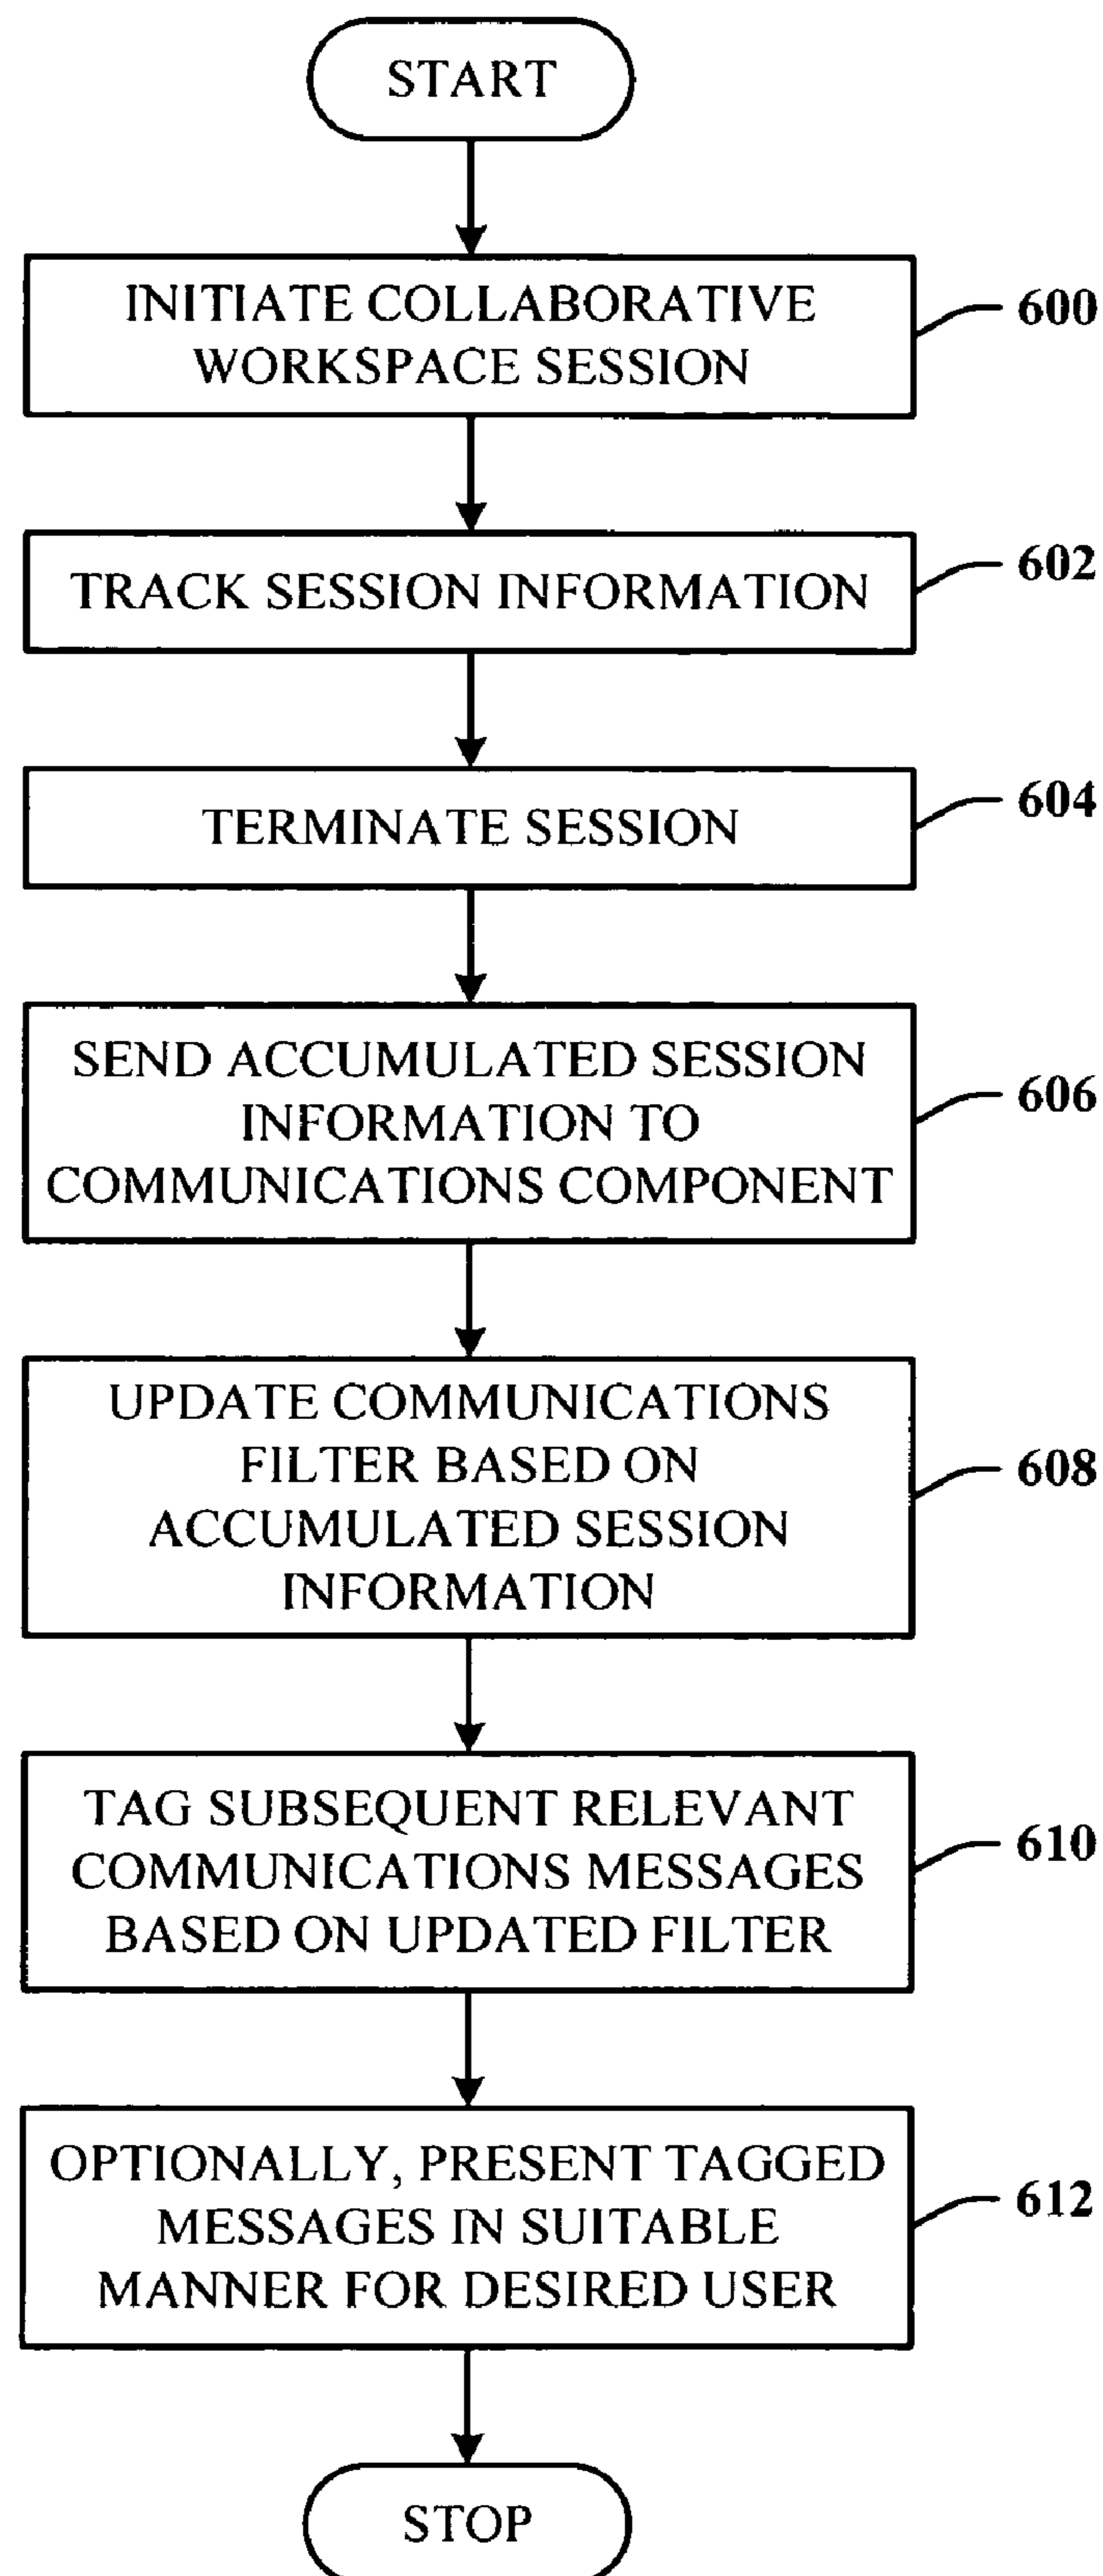 START
INITIATE COLLABORATIVE
WORKSPACE SESSION
600
TRACK SESSION INFORMATION
602
TERMINATE SESSION
604
SEND ACCUMULATED SESSION
INFORMATION TO
COMMUNICATIONS COMPONENT
606
UPDATE COMMUNICATIONS
FILTER BASED ON
ACCUMULATED SESSION
INFORMATION
608
TAG SUBSEQUENT RELEVANT
COMMUNICATIONS MESSAGES
BASED ON UPDATED FILTER
610
OPTIONALLY, PRESENT TAGGED
MESSAGES IN SUITABLE
MANNER FOR DESIRED USER
612
STOP